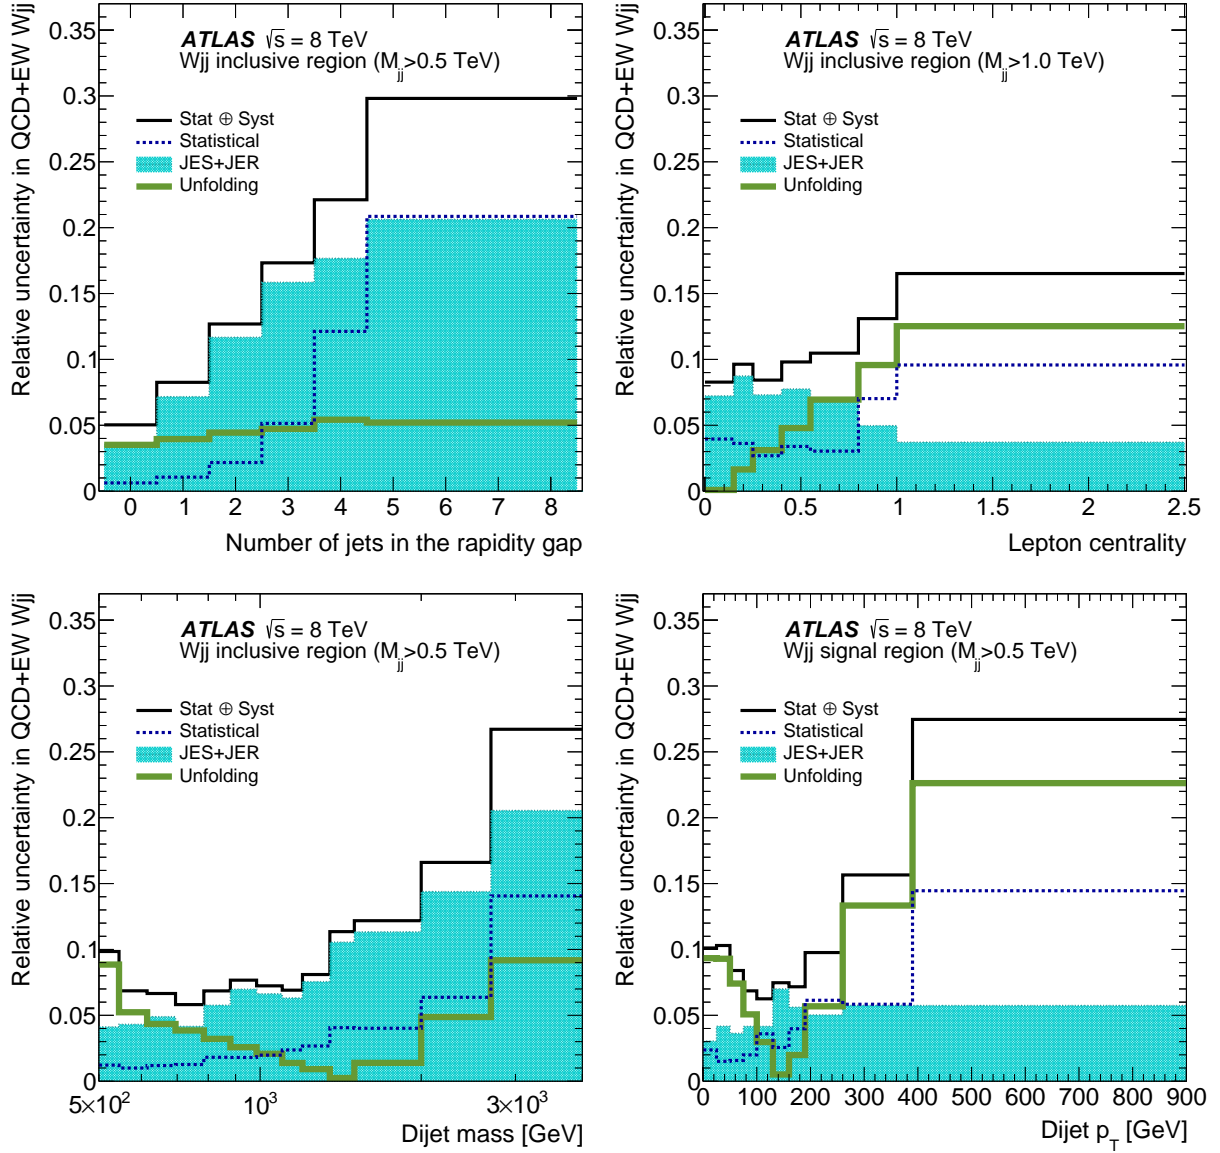 Relative uncertainty in QCD+EW Wjj
0.35
0.3
0.25
0.2
0.15
0.1
0.05
0
ATLAS √s = 8 TeV
Wjj inclusive region (Mjj>0.5 TeV)
Stat ⊕ Syst
Statistical
JES+JER
Unfolding
0 1 2 3 4 5 6 7 8
Number of jets in the rapidity gap
Relative uncertainty in QCD+EW Wjj
0.35
0.3
0.25
0.2
0.15
0.1
0.05
0
ATLAS √s = 8 TeV
Wjj inclusive region (Mjj>1.0 TeV)
Stat ⊕ Syst
Statistical
JES+JER
Unfolding
0 0.5 1 1.5 2 2.5
Lepton centrality
Relative uncertainty in QCD+EW Wjj
0.35
0.3
0.25
0.2
0.15
0.1
0.05
0
ATLAS √s = 8 TeV
Wjj inclusive region (Mjj>0.5 TeV)
Stat ⊕ Syst
Statistical
JES+JER
Unfolding
5×10² 10³ 3×10³
Dijet mass [GeV]
Relative uncertainty in QCD+EW Wjj
0.35
0.3
0.25
0.2
0.15
0.1
0.05
0
ATLAS √s = 8 TeV
Wjj signal region (Mjj>0.5 TeV)
Stat ⊕ Syst
Statistical
JES+JER
Unfolding
0 100 200 300 400 500 600 700 800 900
Dijet pT [GeV]